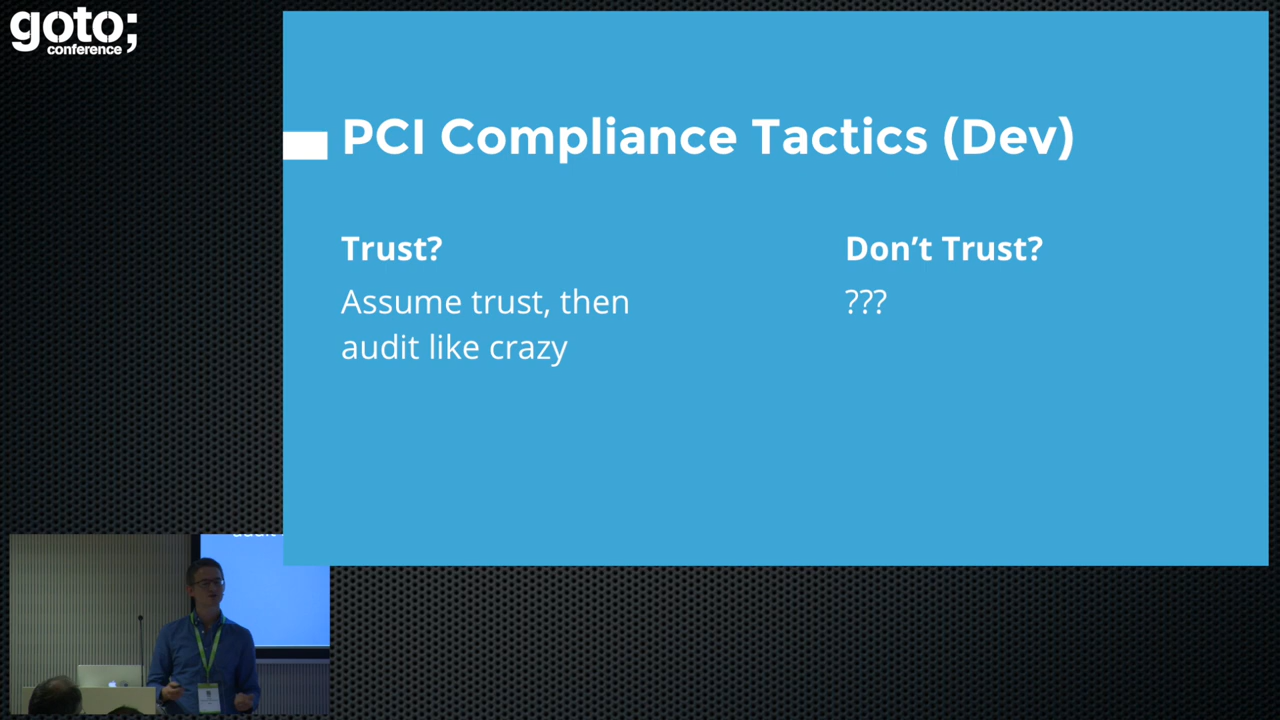 goto;
conference
PCI Compliance Tactics (Dev)
Trust?
Assume trust, then
audit like crazy
Don’t Trust?
???